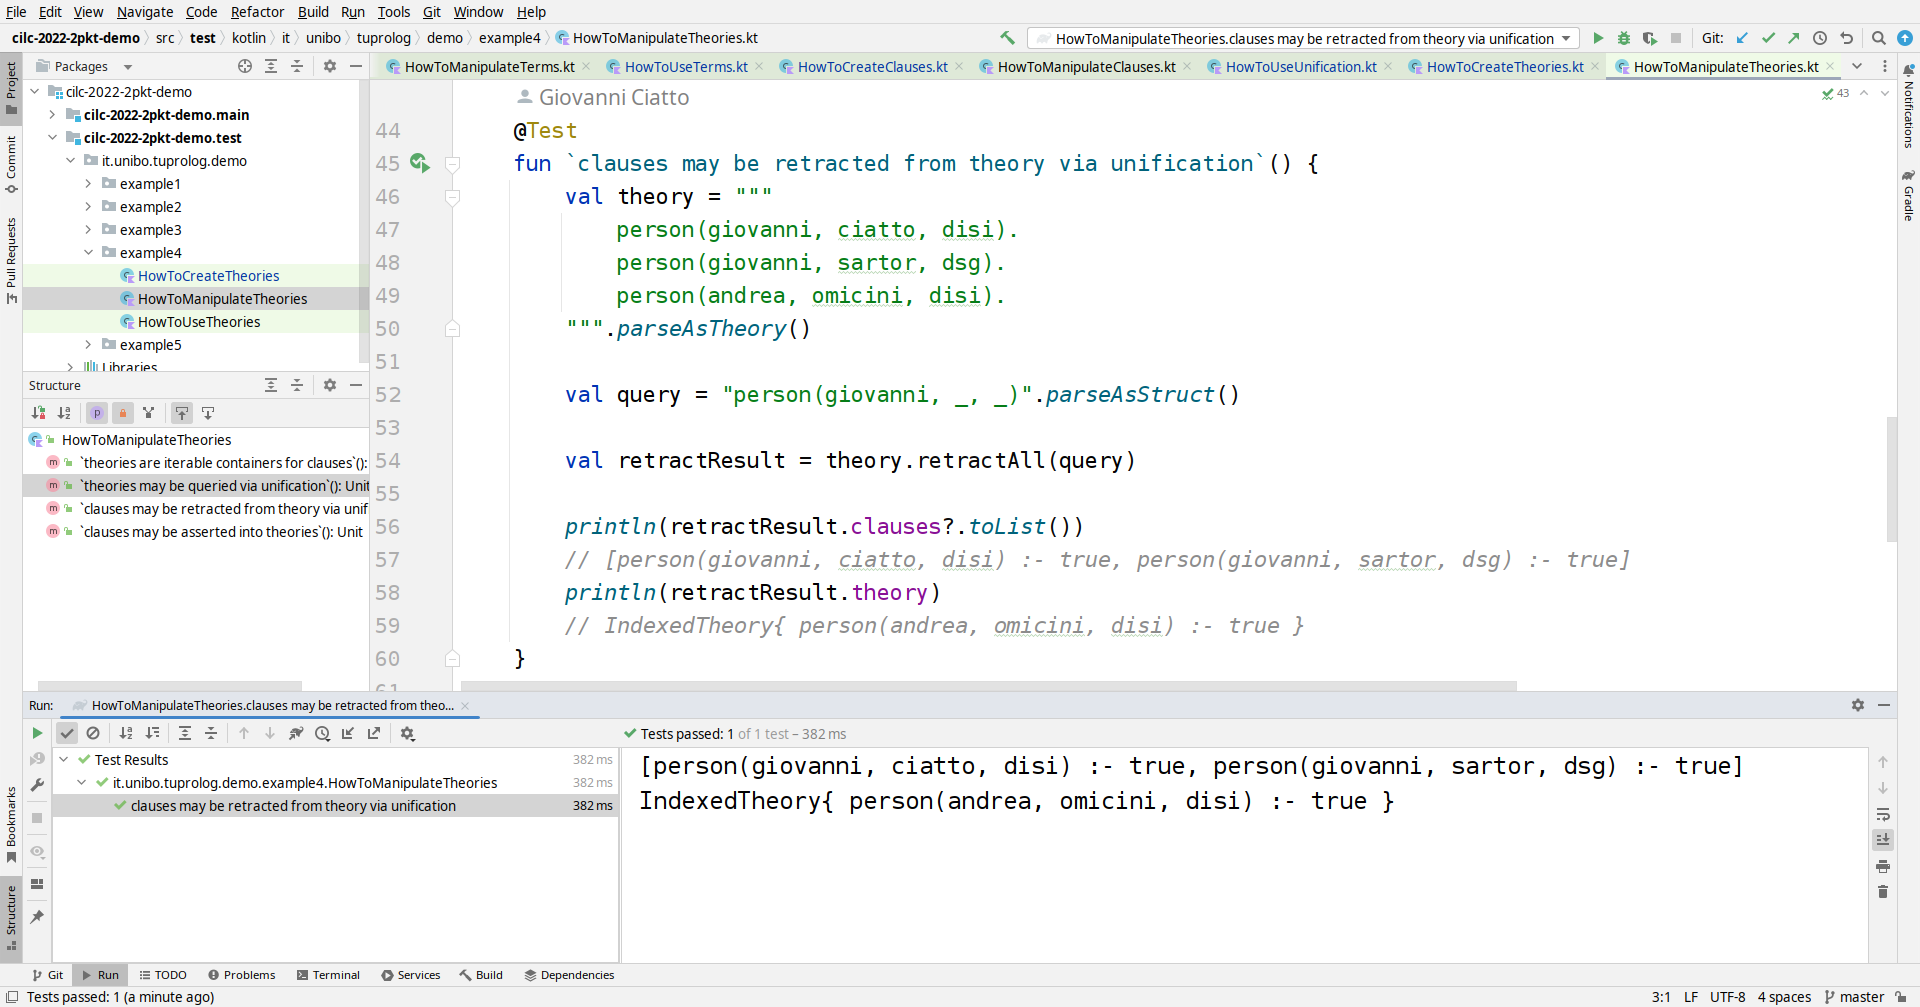 File Edit View Navigate Code Refactor Build Run Tools Git Window Help
cilc-2022-2pkt-demo src test kotlin it unibo tuprolog demo example4 HowToManipulateTheories.kt
HowToManipulateTheories.clauses may be retracted from theory via unification
Git:
Packages
HowToManipulateTerms.kt HowToUseTerms.kt HowToCreateClauses.kt HowToManipulateClauses.kt HowToUseUnification.kt HowToCreateTheories.kt HowToManipulateTheories.kt
Project
Commit
Pull Requests
Bookmarks
Structure
Notifications
Gradle
cilc-2022-2pkt-demo
cilc-2022-2pkt-demo.main
cilc-2022-2pkt-demo.test
it.unibo.tuprolog.demo
example1
example2
example3
example4
HowToCreateTheories
HowToManipulateTheories
HowToUseTheories
example5
Libraries
Structure
HowToManipulateTheories
`theories are iterable containers for clauses`():
`theories may be queried via unification`(): Unit
`clauses may be retracted from theory via unif
`clauses may be asserted into theories`(): Unit
Giovanni Ciatto
43
44 @Test
45 fun `clauses may be retracted from theory via unification`() {
46 val theory = """
47 person(giovanni, ciatto, disi).
48 person(giovanni, sartor, dsg).
49 person(andrea, omicini, disi).
50 """.parseAsTheory()
51
52 val query = "person(giovanni, _, _)".parseAsStruct()
53
54 val retractResult = theory.retractAll(query)
55
56 println(retractResult.clauses?.toList())
57 // [person(giovanni, ciatto, disi) :- true, person(giovanni, sartor, dsg) :- true]
58 println(retractResult.theory)
59 // IndexedTheory{ person(andrea, omicini, disi) :- true }
60 }
61
Run: HowToManipulateTheories.clauses may be retracted from theo...
Tests passed: 1 of 1 test – 382 ms
Test Results 382 ms
it.unibo.tuprolog.demo.example4.HowToManipulateTheories 382 ms
clauses may be retracted from theory via unification 382 ms
[person(giovanni, ciatto, disi) :- true, person(giovanni, sartor, dsg) :- true]
IndexedTheory{ person(andrea, omicini, disi) :- true }
Git Run TODO Problems Terminal Services Build Dependencies
Tests passed: 1 (a minute ago)
3:1 LF UTF-8 4 spaces master